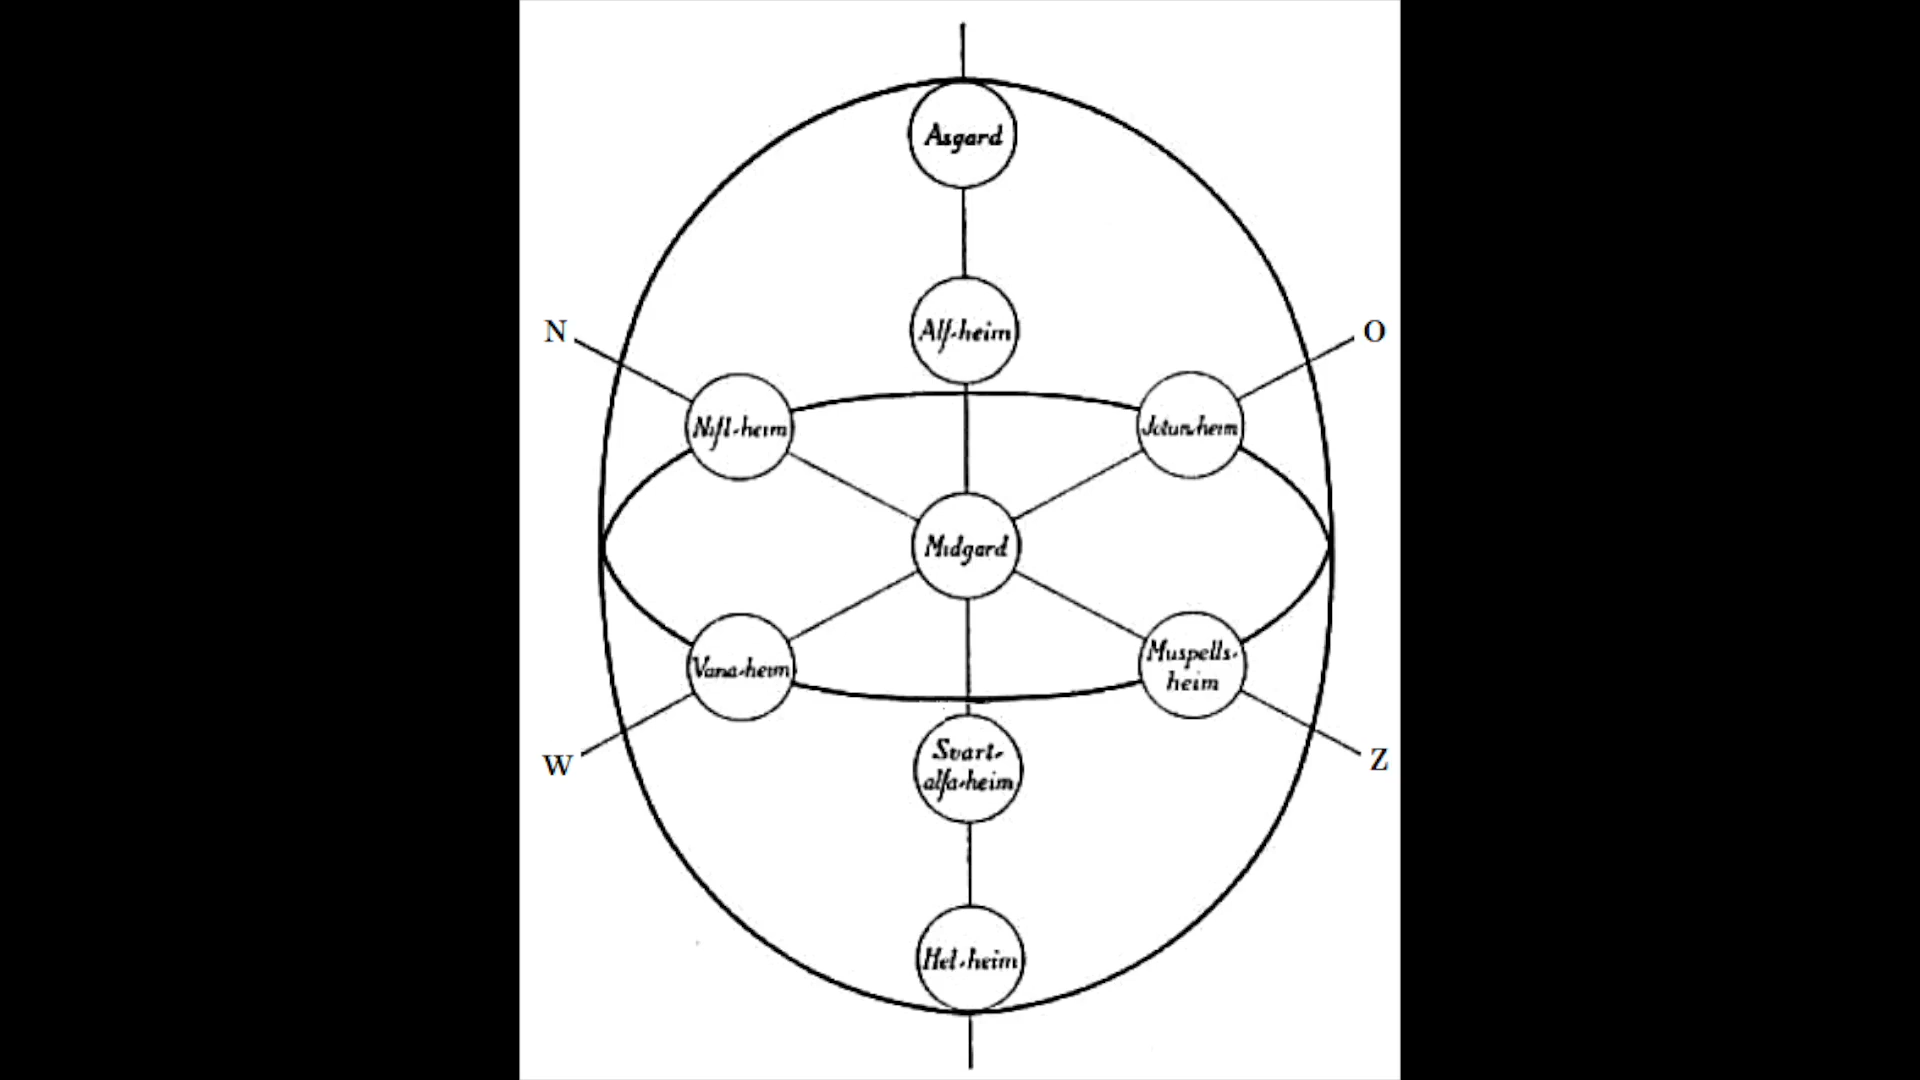 Asgard
Alf-heim
N
O
Nifl-heim
Jotun-heim
Midgard
Vana-heim
Muspells-
heim
W
Z
Svart-
alfa-heim
Hel-heim